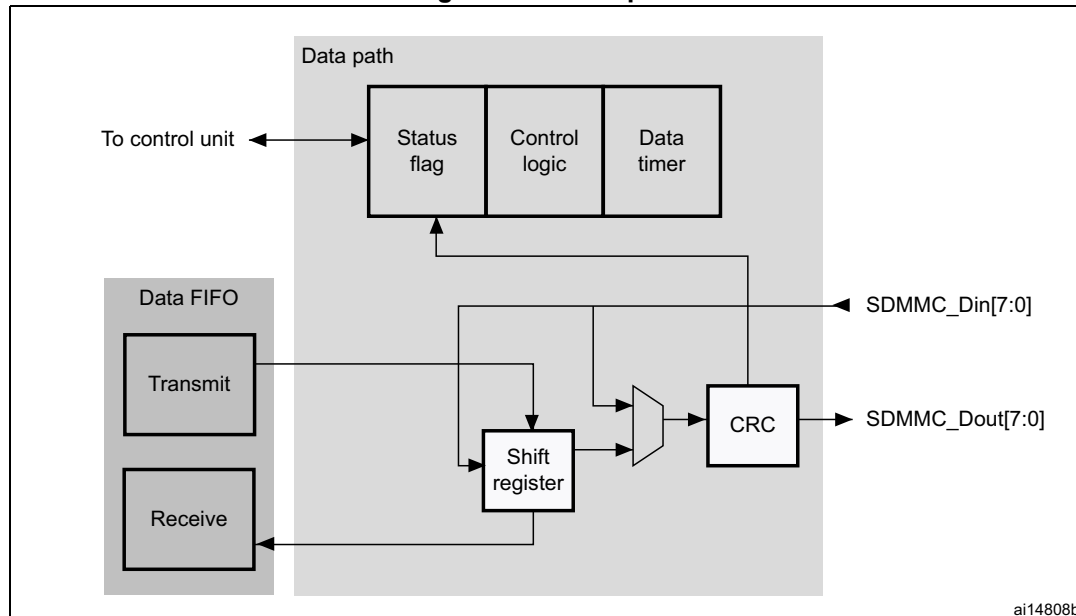 Data path
To control unit
Status
flag
Control
logic
Data
timer
Data FIFO
SDMMC_Din[7:0]
Transmit
CRC
SDMMC_Dout[7:0]
Shift
register
Receive
ai14808b